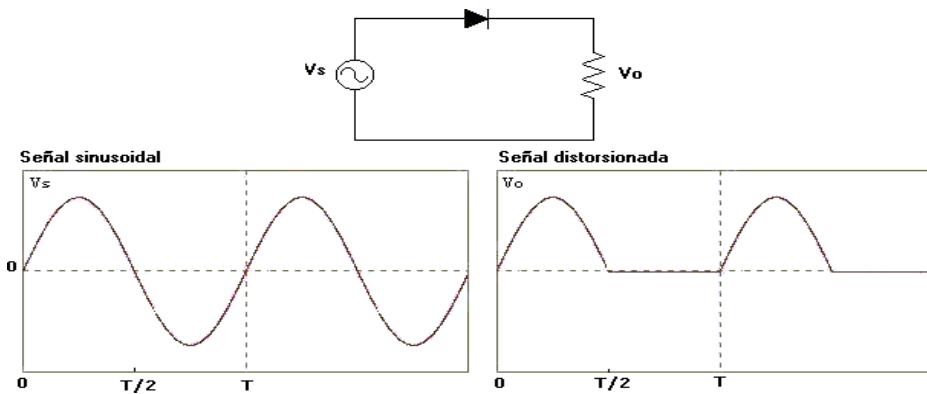 Vs
Vo
Señal sinusoidal
Vs
0
0
T/2
T
Señal distorsionada
Vo
0
T/2
T